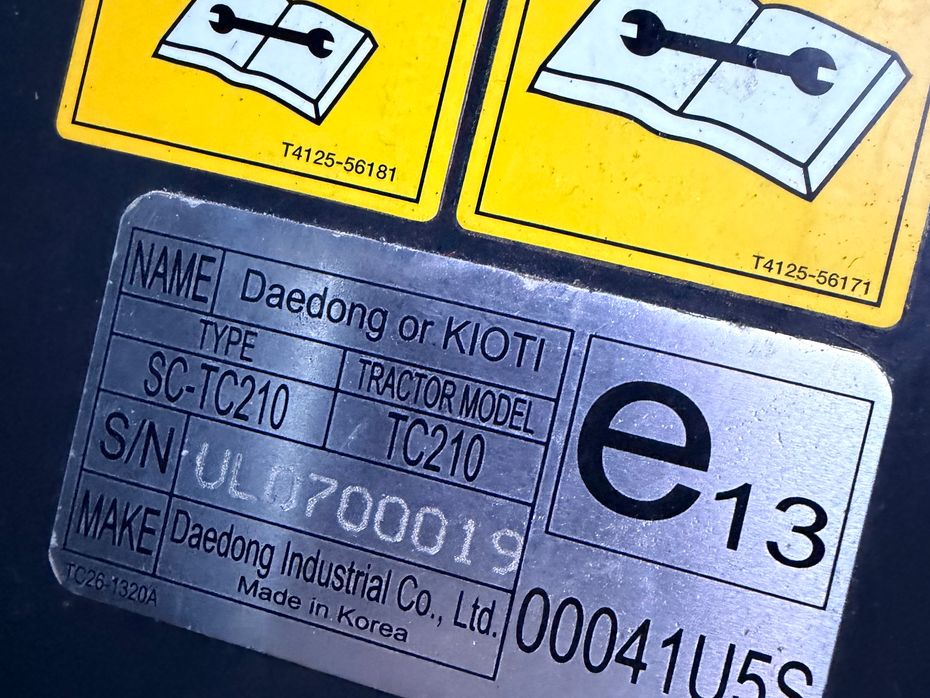 T4125-56181
T4125-56171
NAME Daedong or KIOTI
TYPE TRACTOR MODEL
SC-TC210 TC210
S/N UL0700019
MAKE Daedong Industrial Co., Ltd.
Made in Korea
TC26-1320A
e13
00041U5S